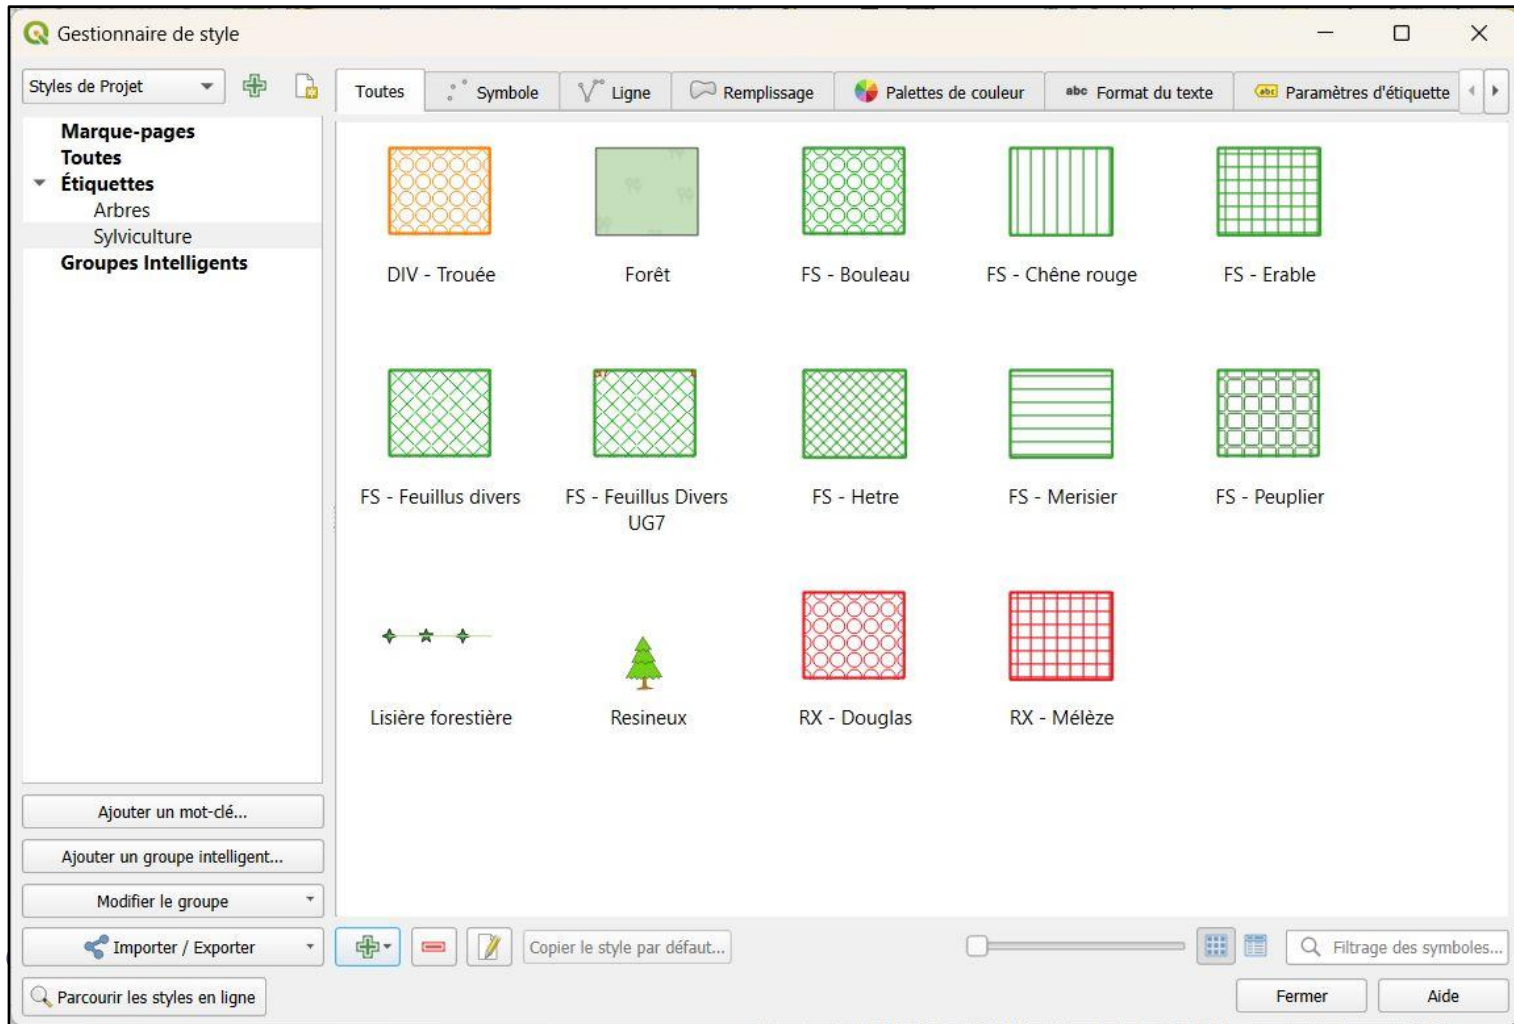 Gestionnaire de style
Styles de Projet
Toutes
Symbole
Ligne
Remplissage
Palettes de couleur
abc Format du texte
abc Paramètres d'étiquette
Marque-pages
Toutes
Étiquettes
Arbres
Sylviculture
Groupes Intelligents
DIV - Trouée
Forêt
FS - Bouleau
FS - Chêne rouge
FS - Erable
FS - Feuillus divers
FS - Feuillus Divers
UG7
FS - Hetre
FS - Merisier
FS - Peuplier
Lisière forestière
Resineux
RX - Douglas
RX - Mélèze
Ajouter un mot-clé...
Ajouter un groupe intelligent...
Modifier le groupe
Importer / Exporter
Copier le style par défaut...
Filtrage des symboles...
Parcourir les styles en ligne
Fermer
Aide